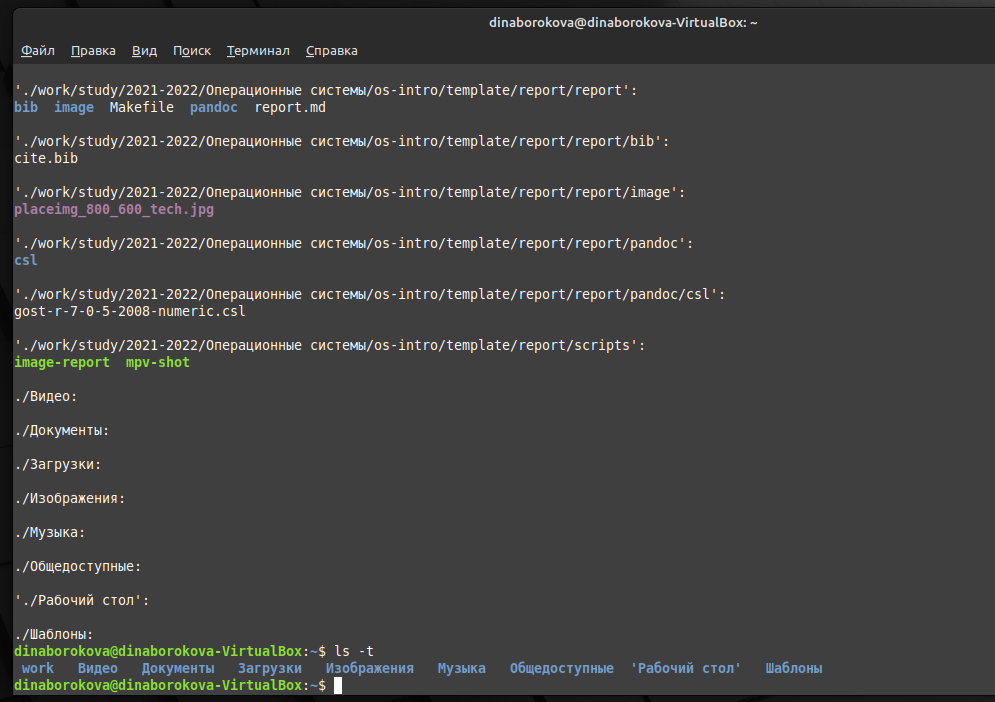 dinaborokova@dinaborokova-VirtualBox: ~
Файл Правка Вид Поиск Терминал Справка
'./work/study/2021-2022/Операционные системы/os-intro/template/report/report':
bib image Makefile pandoc report.md
'./work/study/2021-2022/Операционные системы/os-intro/template/report/report/bib':
cite.bib
'./work/study/2021-2022/Операционные системы/os-intro/template/report/report/image':
placeimg_800_600_tech.jpg
'./work/study/2021-2022/Операционные системы/os-intro/template/report/report/pandoc':
csl
'./work/study/2021-2022/Операционные системы/os-intro/template/report/report/pandoc/csl':
gost-r-7-0-5-2008-numeric.csl
'./work/study/2021-2022/Операционные системы/os-intro/template/report/scripts':
image-report mpv-shot
./Видео:
./Документы:
./Загрузки:
./Изображения:
./Музыка:
./Общедоступные:
'./Рабочий стол':
./Шаблоны:
dinaborokova@dinaborokova-VirtualBox:~$ ls -t
work Видео Документы Загрузки Изображения Музыка Общедоступные 'Рабочий стол' Шаблоны
dinaborokova@dinaborokova-VirtualBox:~$